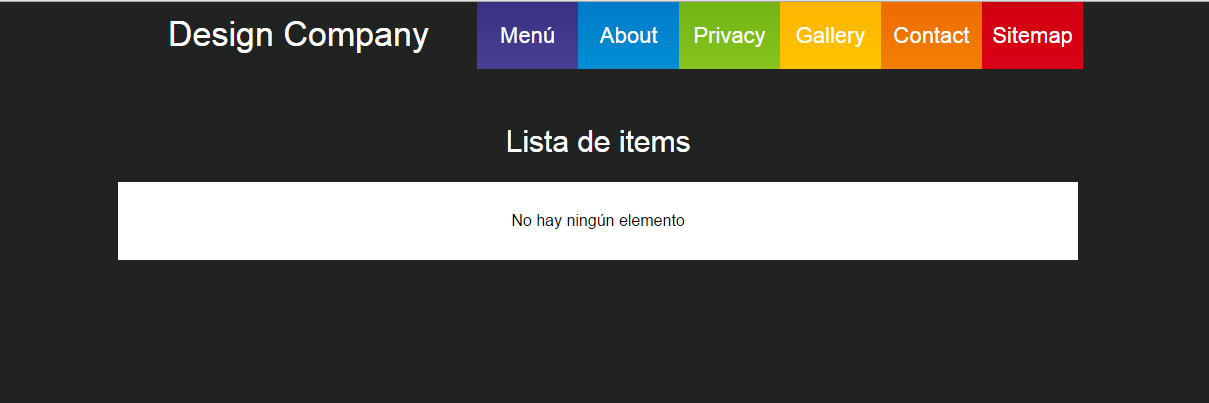 Design Company Menú About Privacy Gallery Contact Sitemap
Lista de items
No hay ningún elemento